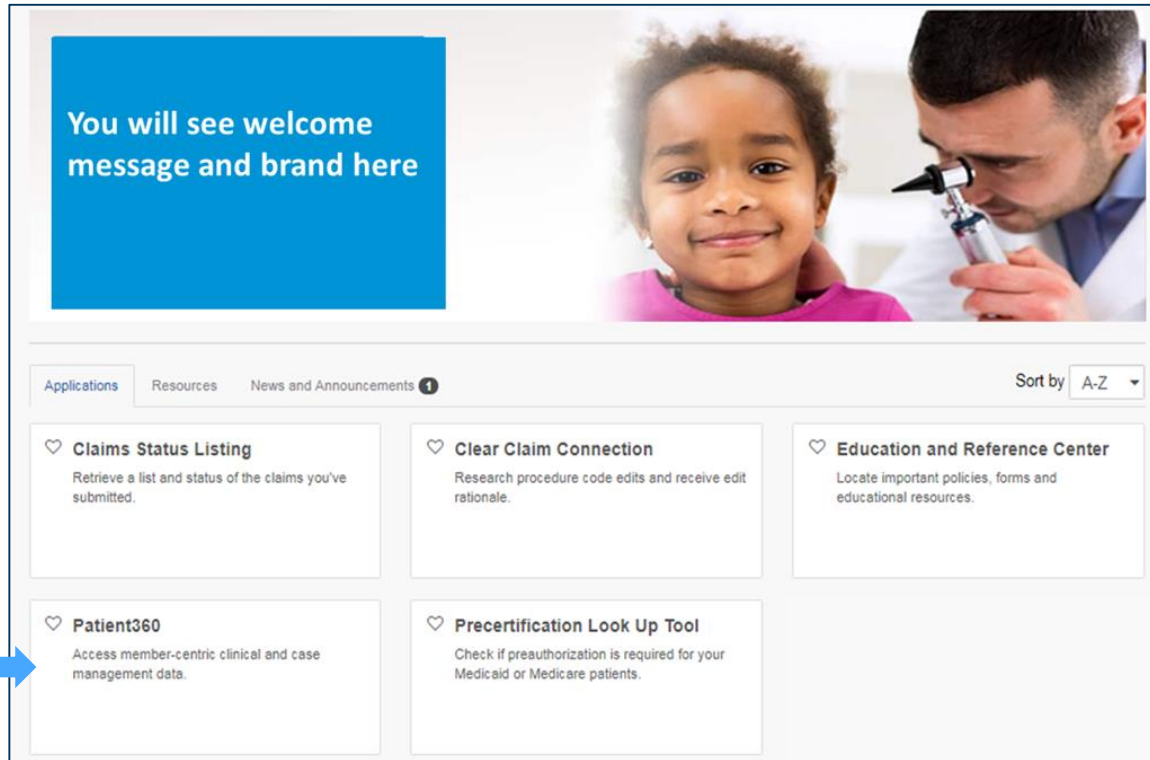 You will see welcome
message and brand here
Applications
Resources
News and Announcements 1
Sort by A-Z
Claims Status Listing
Retrieve a list and status of the claims you've
submitted.
Clear Claim Connection
Research procedure code edits and receive edit
rationale.
Education and Reference Center
Locate important policies, forms and
educational resources.
Patient360
Access member-centric clinical and case
management data.
Precertification Look Up Tool
Check if preauthorization is required for your
Medicaid or Medicare patients.